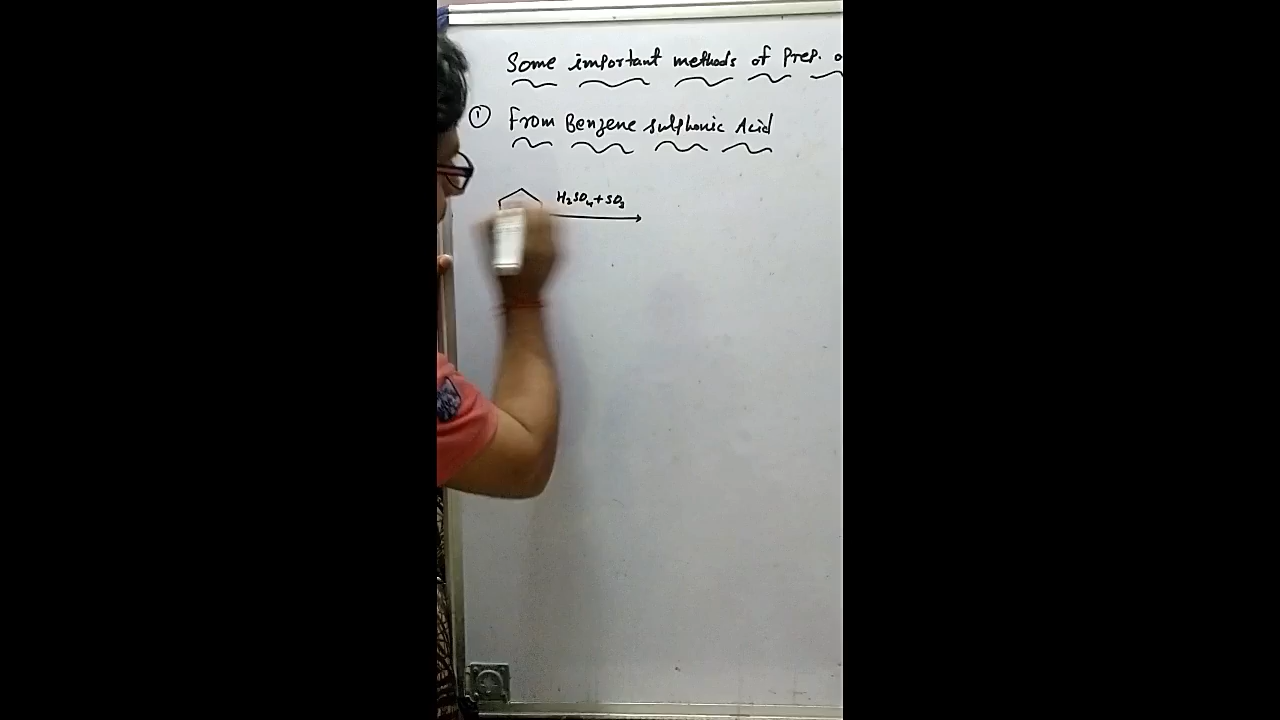 Some important methods of Prep.
① From Benzene sulphonic Acid
H₂SO₄ + SO₃